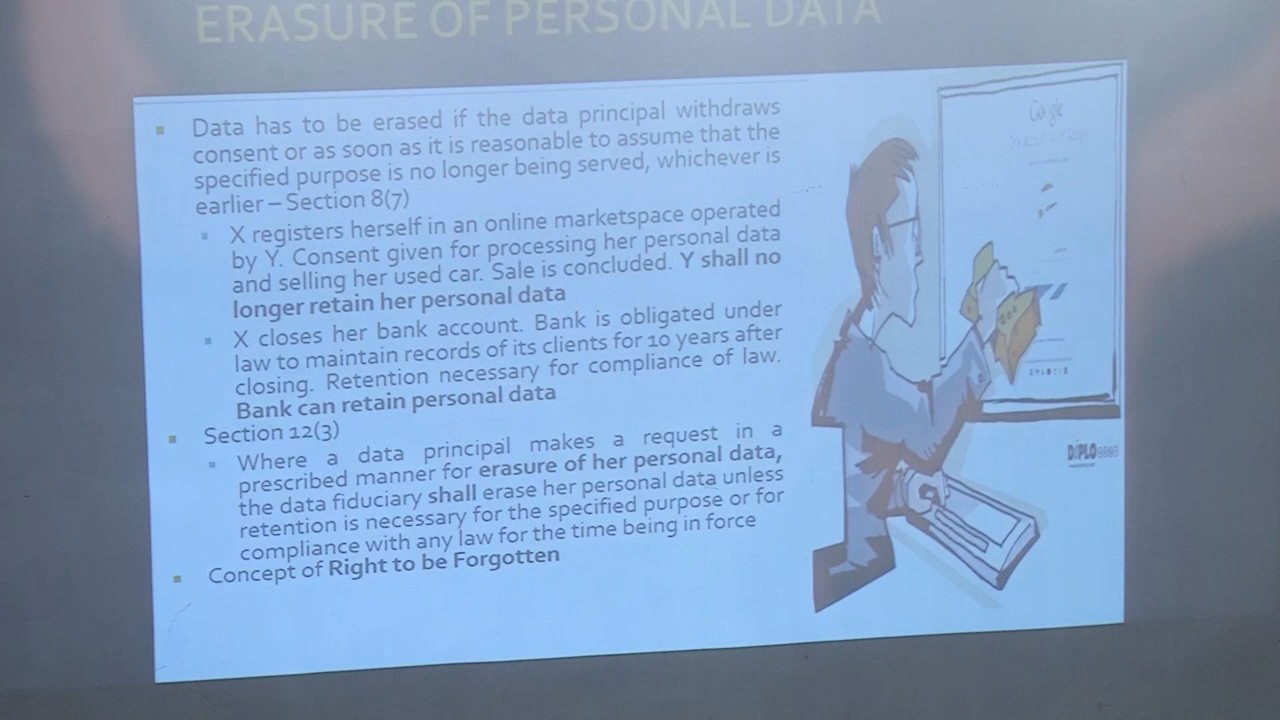 ERASURE OF PERSONAL DATA
Data has to be erased if the data principal withdraws
consent or as soon as it is reasonable to assume that the
specified purpose is no longer being served, whichever is
earlier – Section 8(7)
X registers herself in an online marketspace operated
by Y. Consent given for processing her personal data
and selling her used car. Sale is concluded. Y shall no
longer retain her personal data
X closes her bank account. Bank is obligated under
law to maintain records of its clients for 10 years after
closing. Retention necessary for compliance of law.
Bank can retain personal data
Section 12(3)
Where a data principal makes a request in a
prescribed manner for erasure of her personal data,
the data fiduciary shall erase her personal data unless
retention is necessary for the specified purpose or for
compliance with any law for the time being in force
Concept of Right to be Forgotten
Google
DiPLO